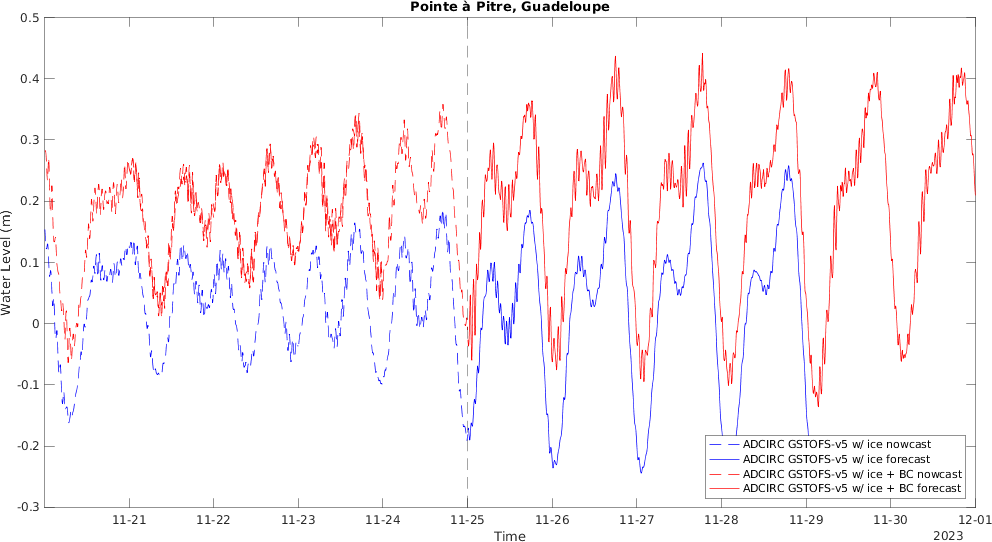 Pointe à Pitre, Guadeloupe
0.5
0.4
0.3
0.2
0.1
0
-0.1
-0.2
-0.3
Water Level (m)
ADCIRC GSTOFS-v5 w/ ice nowcast
ADCIRC GSTOFS-v5 w/ ice forecast
ADCIRC GSTOFS-v5 w/ ice + BC nowcast
ADCIRC GSTOFS-v5 w/ ice + BC forecast
11-21 11-22 11-23 11-24 11-25 11-26 11-27 11-28 11-29 11-30 12-01
Time
2023